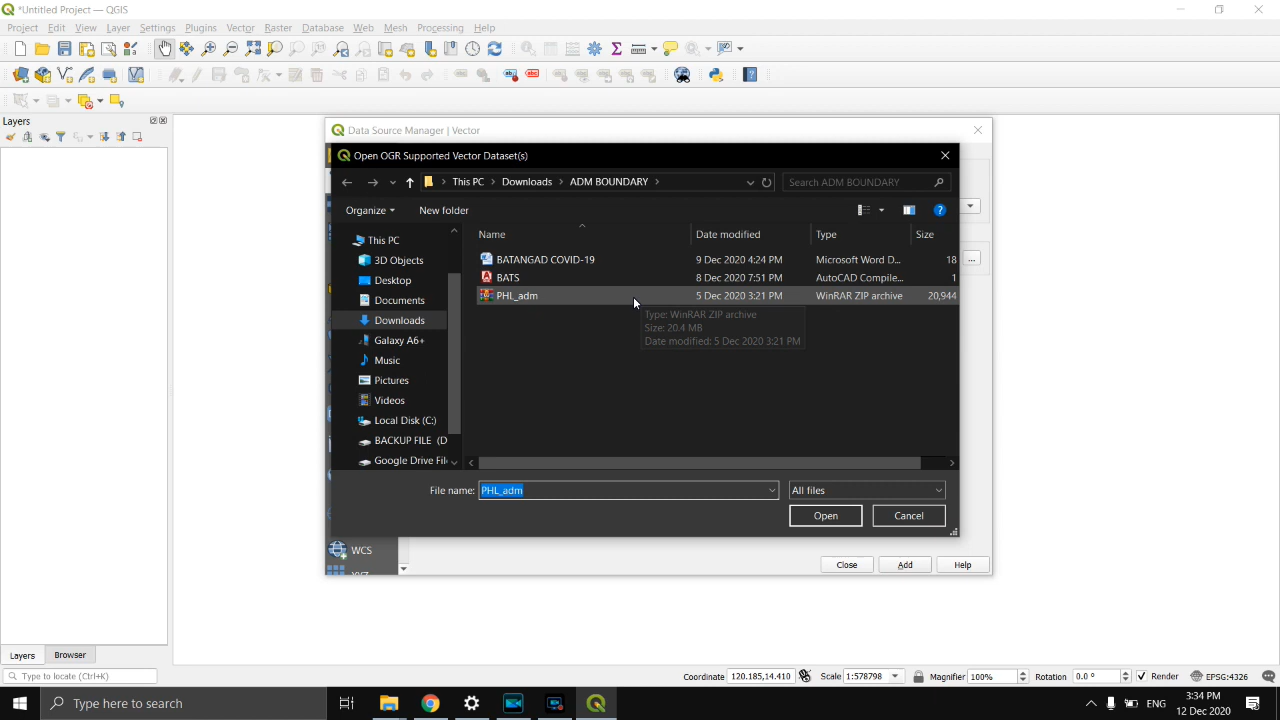 *Untitled Project — QGIS
Project Edit View Layer Settings Plugins Vector Raster Database Web Mesh Processing Help
Layers
Data Source Manager | Vector
Open OGR Supported Vector Dataset(s)
This PC > Downloads > ADM BOUNDARY >
Search ADM BOUNDARY
Organize New folder
Name Date modified Type Size
This PC
3D Objects
Desktop
Documents
Downloads
Galaxy A6+
Music
Pictures
Videos
Local Disk (C:)
BACKUP FILE (D
Google Drive Fil
BATANGAD COVID-19 9 Dec 2020 4:24 PM Microsoft Word D... 18
BATS 8 Dec 2020 7:51 PM AutoCAD Compile... 1
PHL_adm 5 Dec 2020 3:21 PM WinRAR ZIP archive 20,944
Type: WinRAR ZIP archive
Size: 20.4 MB
Date modified: 5 Dec 2020 3:21 PM
File name: PHL_adm All files
Open Cancel
WCS
Close Add Help
Layers Browser
Type to locate (Ctrl+K) Coordinate 120.185,14.410 Scale 1:578798 Magnifier 100% Rotation 0.0 ° Render EPSG:4326
Type here to search
ENG
3:34 PM
12 Dec 2020